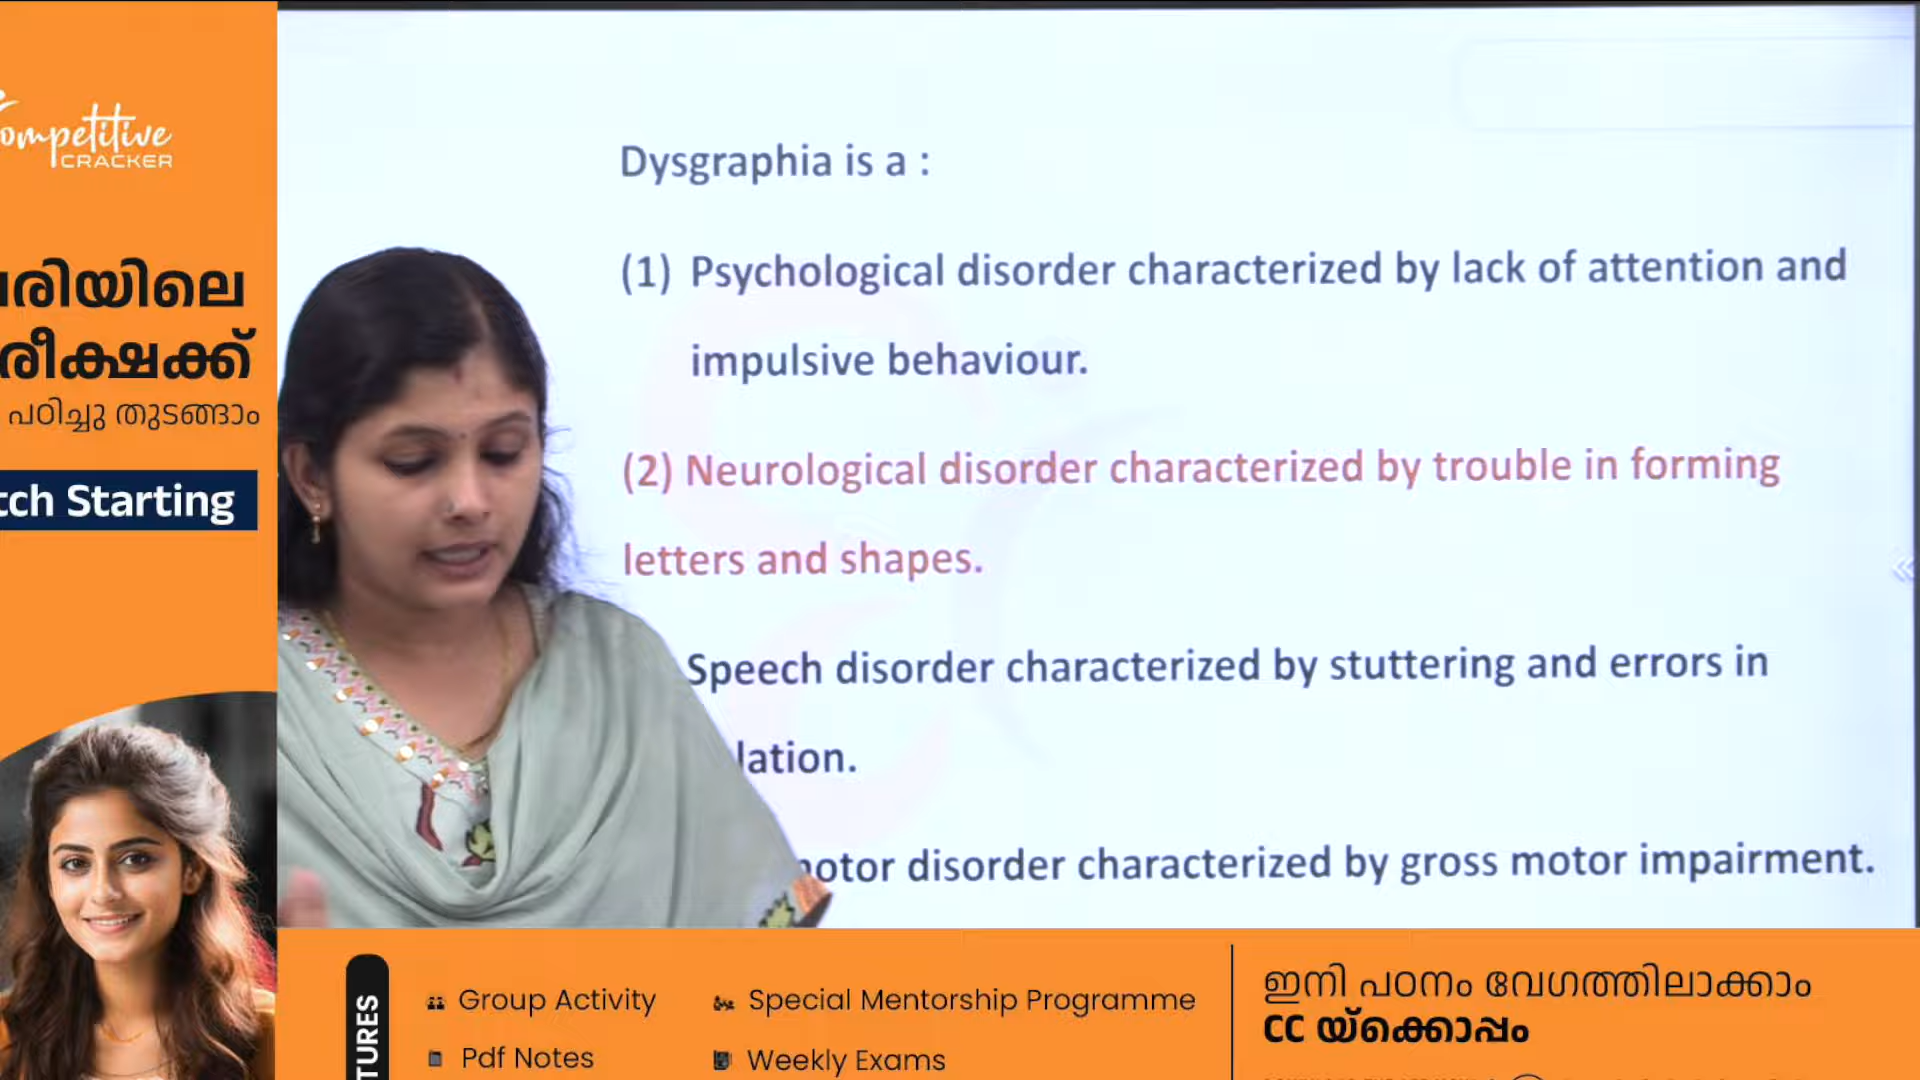 ompetitive
CRACKER
രിയിലെ
രീക്ഷക്ക്
പഠിച്ചു തുടങ്ങാം
tch Starting
Dysgraphia is a :
(1) Psychological disorder characterized by lack of attention and
impulsive behaviour.
(2) Neurological disorder characterized by trouble in forming
letters and shapes.
Speech disorder characterized by stuttering and errors in
lation.
otor disorder characterized by gross motor impairment.
TURES
Group Activity
Special Mentorship Programme
Pdf Notes
Weekly Exams
ഇനി പഠനം വേഗത്തിലാക്കാം
CC യ്ക്കൊപ്പം